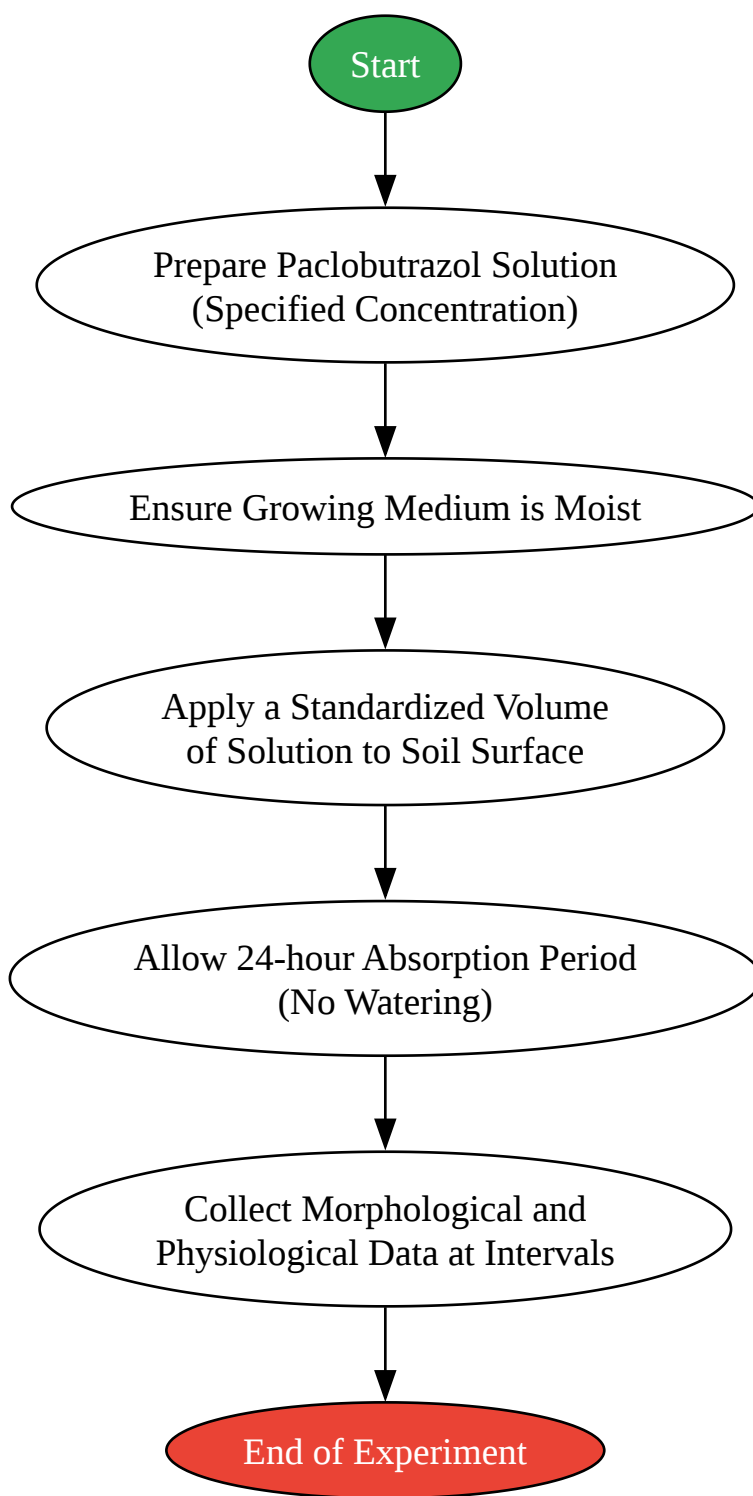 Start
Prepare Paclobutrazol Solution
(Specified Concentration)
Ensure Growing Medium is Moist
Apply a Standardized Volume
of Solution to Soil Surface
Allow 24-hour Absorption Period
(No Watering)
Collect Morphological and
Physiological Data at Intervals
End of Experiment